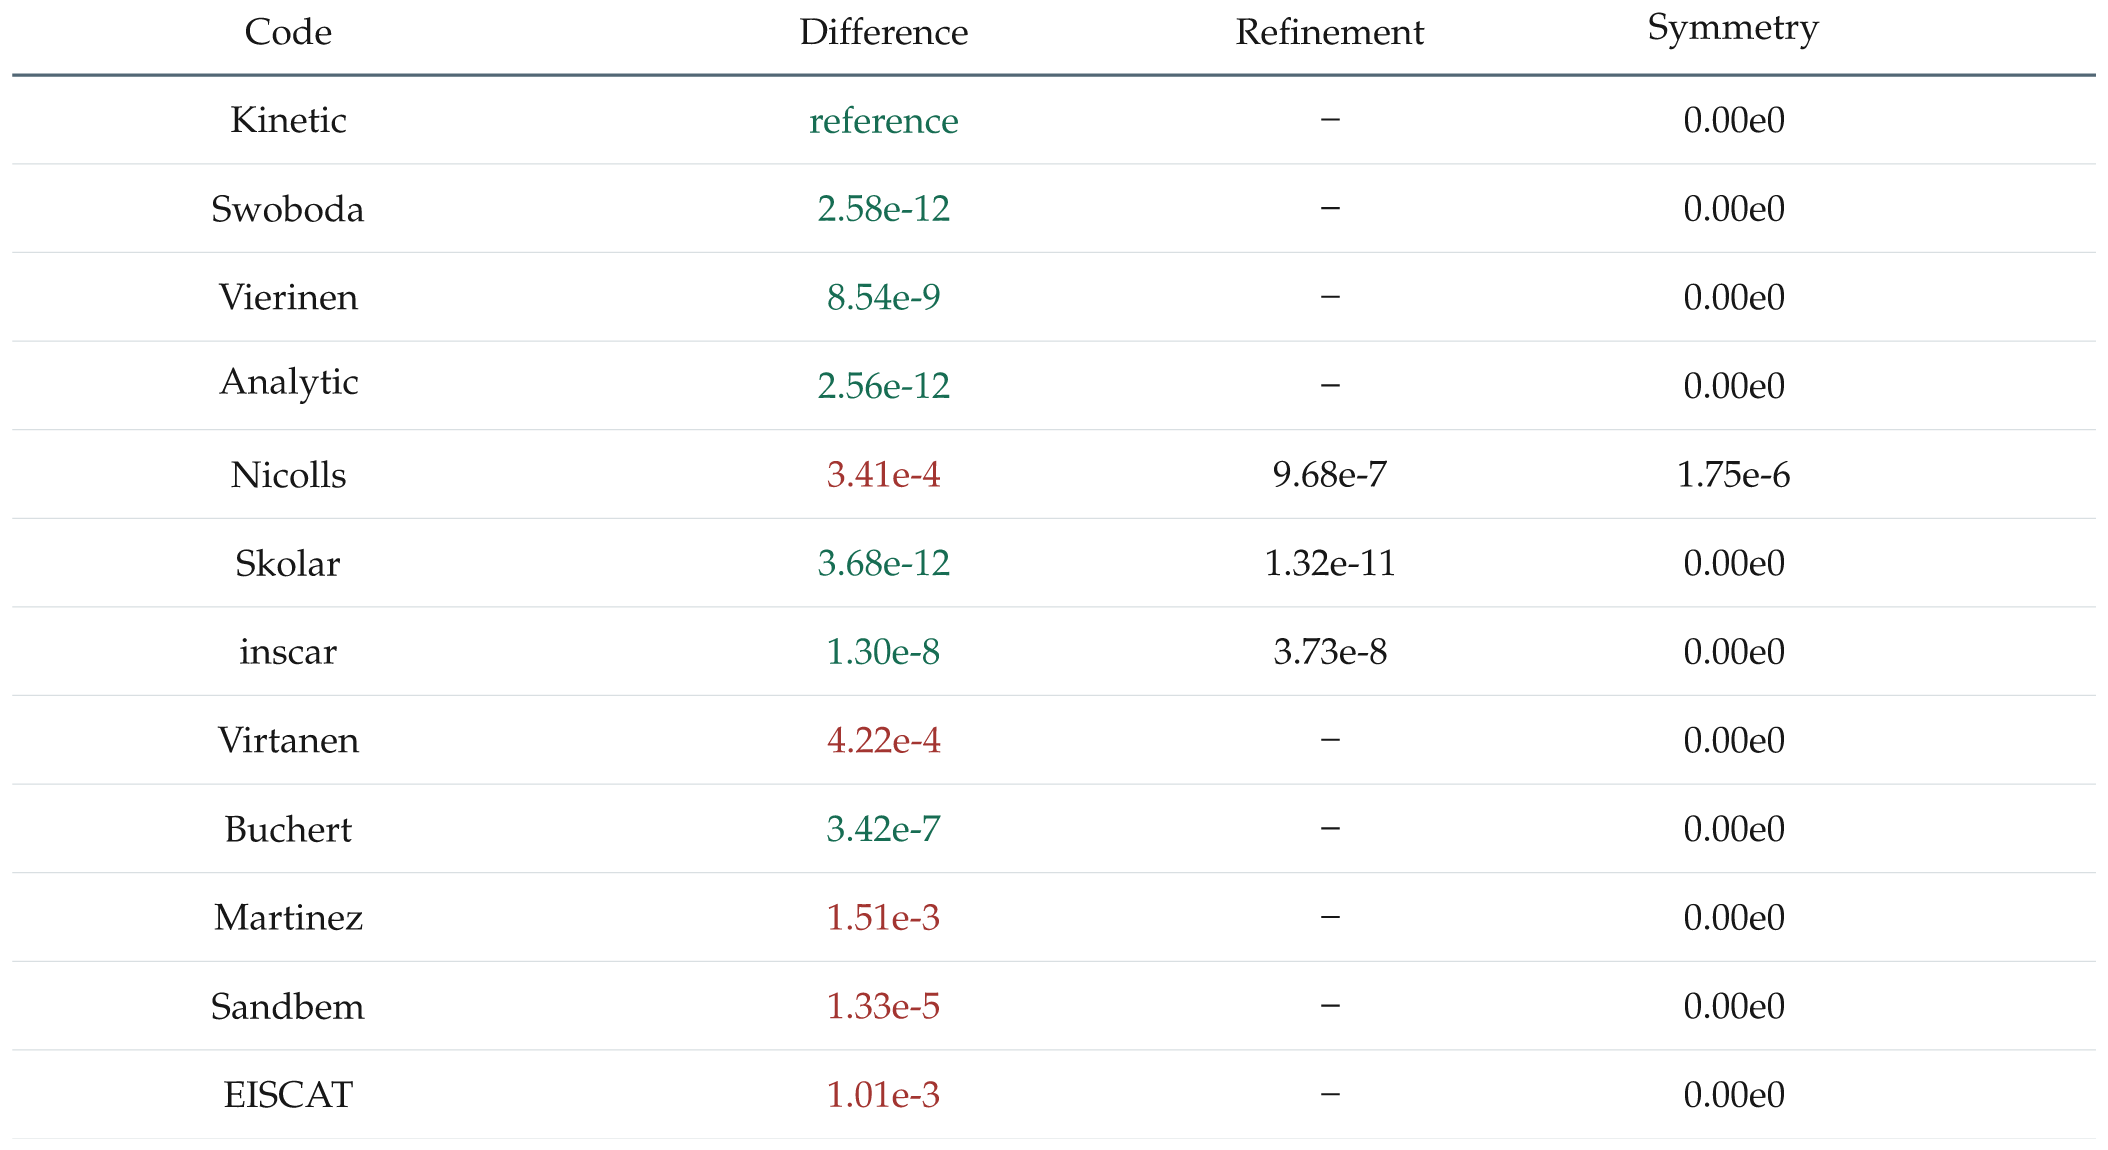 Code Difference Refinement Symmetry
Kinetic reference – 0.00e0
Swoboda 2.58e-12 – 0.00e0
Vierinen 8.54e-9 – 0.00e0
Analytic 2.56e-12 – 0.00e0
Nicolls 3.41e-4 9.68e-7 1.75e-6
Skolar 3.68e-12 1.32e-11 0.00e0
inscar 1.30e-8 3.73e-8 0.00e0
Virtanen 4.22e-4 – 0.00e0
Buchert 3.42e-7 – 0.00e0
Martinez 1.51e-3 – 0.00e0
Sandbem 1.33e-5 – 0.00e0
EISCAT 1.01e-3 – 0.00e0